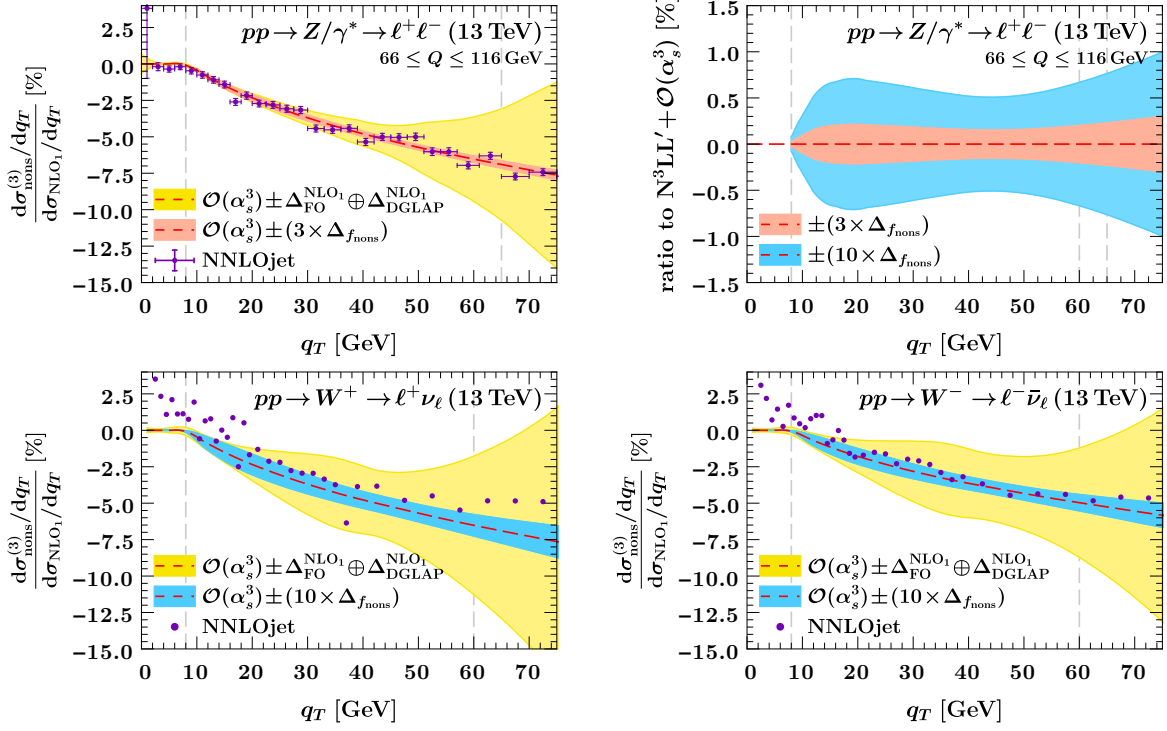 pp → Z/γ* → ℓ⁺ℓ⁻ (13 TeV)
66 ≤ Q ≤ 116 GeV
dσ_nons^(3)/dq_T
dσ_NLO₁/dq_T [%]
2.5
0.0
−2.5
−5.0
−7.5
−10.0
−12.5
−15.0
O(α_s³) ± Δ_FO^NLO₁ ⊕ Δ_DGLAP^NLO₁
O(α_s³) ± (3 × Δ_f_nons)
NNLOjet
0 10 20 30 40 50 60 70
q_T [GeV]
pp → Z/γ* → ℓ⁺ℓ⁻ (13 TeV)
66 ≤ Q ≤ 116 GeV
ratio to N³LL′ + O(α_s³) [%]
1.5
1.0
0.5
0.0
−0.5
−1.0
−1.5
±(3 × Δ_f_nons)
±(10 × Δ_f_nons)
0 10 20 30 40 50 60 70
q_T [GeV]
pp → W⁺ → ℓ⁺ν_ℓ (13 TeV)
dσ_nons^(3)/dq_T
dσ_NLO₁/dq_T [%]
2.5
0.0
−2.5
−5.0
−7.5
−10.0
−12.5
−15.0
O(α_s³) ± Δ_FO^NLO₁ ⊕ Δ_DGLAP^NLO₁
O(α_s³) ± (10 × Δ_f_nons)
NNLOjet
0 10 20 30 40 50 60 70
q_T [GeV]
pp → W⁻ → ℓ⁻ν̄_ℓ (13 TeV)
dσ_nons^(3)/dq_T
dσ_NLO₁/dq_T [%]
2.5
0.0
−2.5
−5.0
−7.5
−10.0
−12.5
−15.0
O(α_s³) ± Δ_FO^NLO₁ ⊕ Δ_DGLAP^NLO₁
O(α_s³) ± (10 × Δ_f_nons)
NNLOjet
0 10 20 30 40 50 60 70
q_T [GeV]